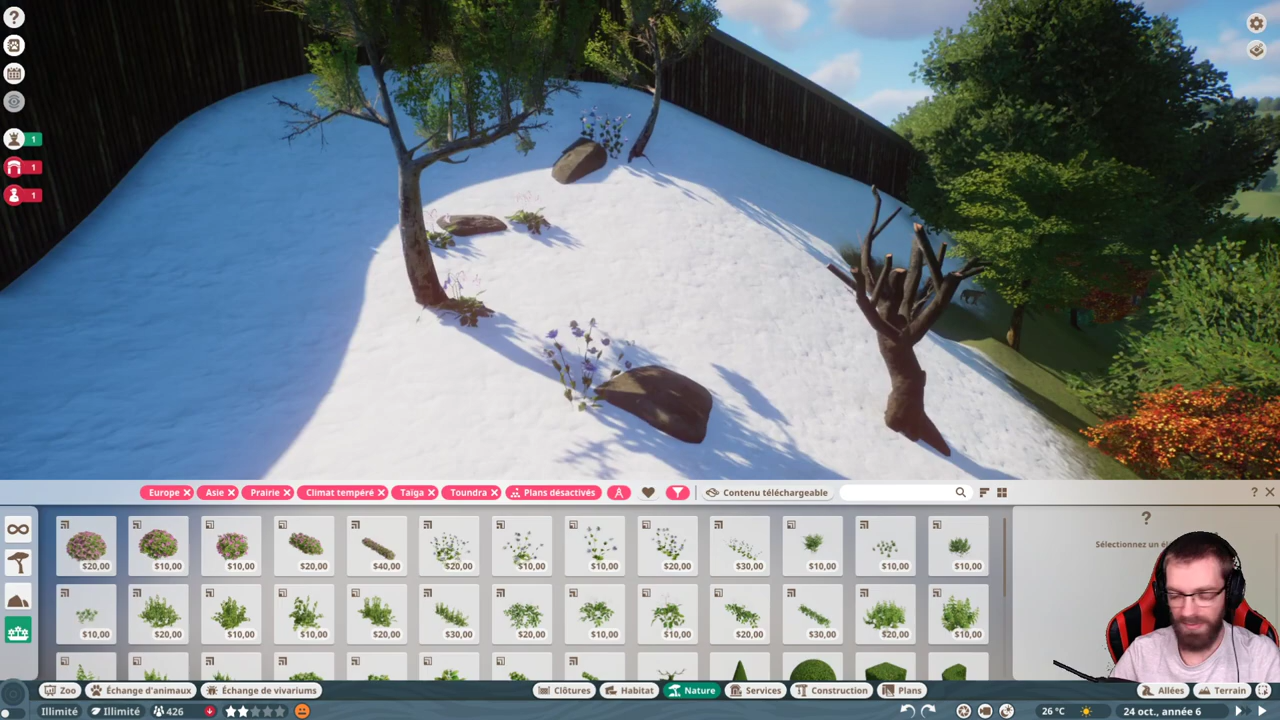 ?
1
1
1
Europe ✕ Asie ✕ Prairie ✕ Climat tempéré ✕ Taïga ✕ Toundra ✕ Plans désactivés Contenu téléchargeable ? ✕
?
$20,00 $10,00 $10,00 $20,00 $40,00 $20,00 $10,00 $10,00 $20,00 $30,00 $10,00 $10,00 $10,00
$10,00 $20,00 $10,00 $10,00 $20,00 $30,00 $20,00 $10,00 $10,00 $20,00 $30,00 $20,00 $10,00
Zoo Échange d'animaux Échange de vivariums Clôtures Habitat Nature Services Construction Plans Allées Terrain
Illimité Illimité 426 26 °C 24 oct., année 6